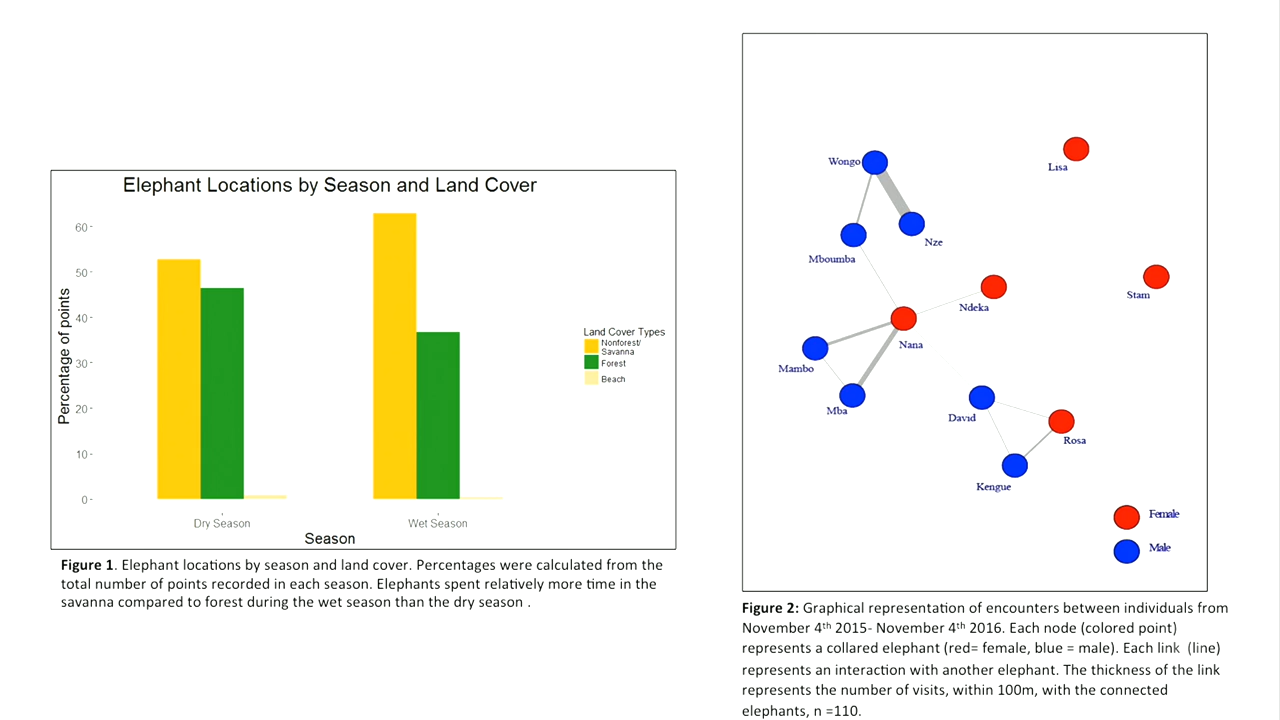 Elephant Locations by Season and Land Cover
Percentage of points
60
50
40
30
20
10
0
Dry Season
Wet Season
Season
Land Cover Types
Nonforest/
Savanna
Forest
Beach
Figure 1. Elephant locations by season and land cover. Percentages were calculated from the
total number of points recorded in each season. Elephants spent relatively more time in the
savanna compared to forest during the wet season than the dry season .
Wongo
Lisa
Nze
Mboumba
Stam
Ndeka
Nana
Mambo
Mba
David
Rosa
Kengue
Female
Male
Figure 2: Graphical representation of encounters between individuals from
November 4th 2015- November 4th 2016. Each node (colored point)
represents a collared elephant (red= female, blue = male). Each link (line)
represents an interaction with another elephant. The thickness of the link
represents the number of visits, within 100m, with the connected
elephants, n =110.